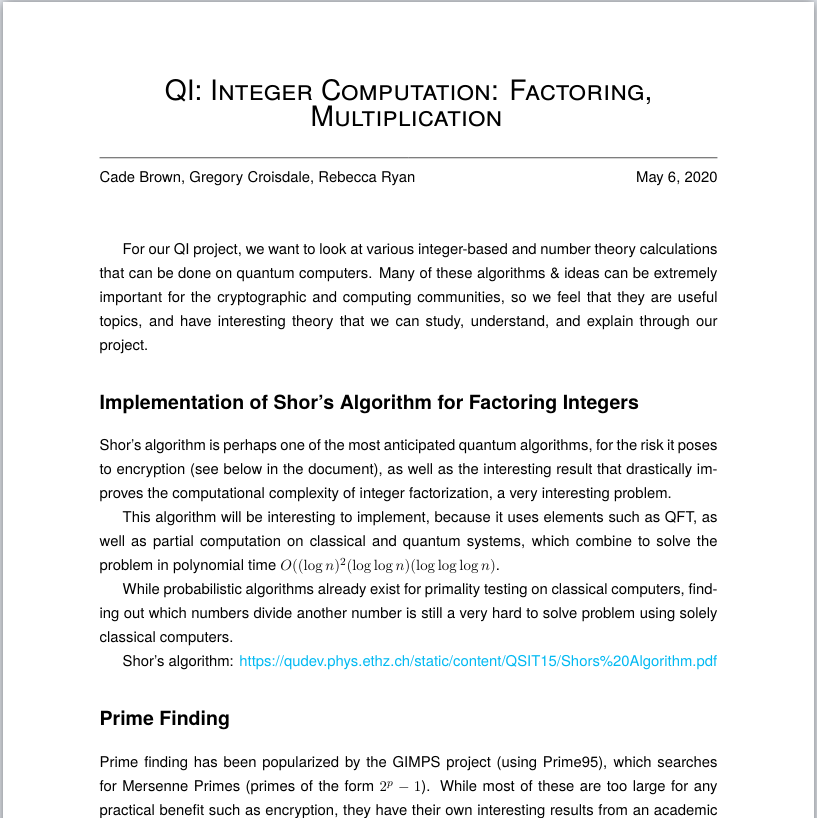 QI: Integer Computation: Factoring,
Multiplication
Cade Brown, Gregory Croisdale, Rebecca Ryan May 6, 2020
For our QI project, we want to look at various integer-based and number theory calculations
that can be done on quantum computers. Many of these algorithms & ideas can be extremely
important for the cryptographic and computing communities, so we feel that they are useful
topics, and have interesting theory that we can study, understand, and explain through our
project.
Implementation of Shor's Algorithm for Factoring Integers
Shor's algorithm is perhaps one of the most anticipated quantum algorithms, for the risk it poses
to encryption (see below in the document), as well as the interesting result that drastically im-
proves the computational complexity of integer factorization, a very interesting problem.
This algorithm will be interesting to implement, because it uses elements such as QFT, as
well as partial computation on classical and quantum systems, which combine to solve the
problem in polynomial time O((log n)²(log log n)(log log log n).
While probabilistic algorithms already exist for primality testing on classical computers, find-
ing out which numbers divide another number is still a very hard to solve problem using solely
classical computers.
Shor's algorithm: https://qudev.phys.ethz.ch/static/content/QSIT15/Shors%20Algorithm.pdf
Prime Finding
Prime finding has been popularized by the GIMPS project (using Prime95), which searches
for Mersenne Primes (primes of the form 2ᵖ − 1). While most of these are too large for any
practical benefit such as encryption, they have their own interesting results from an academic